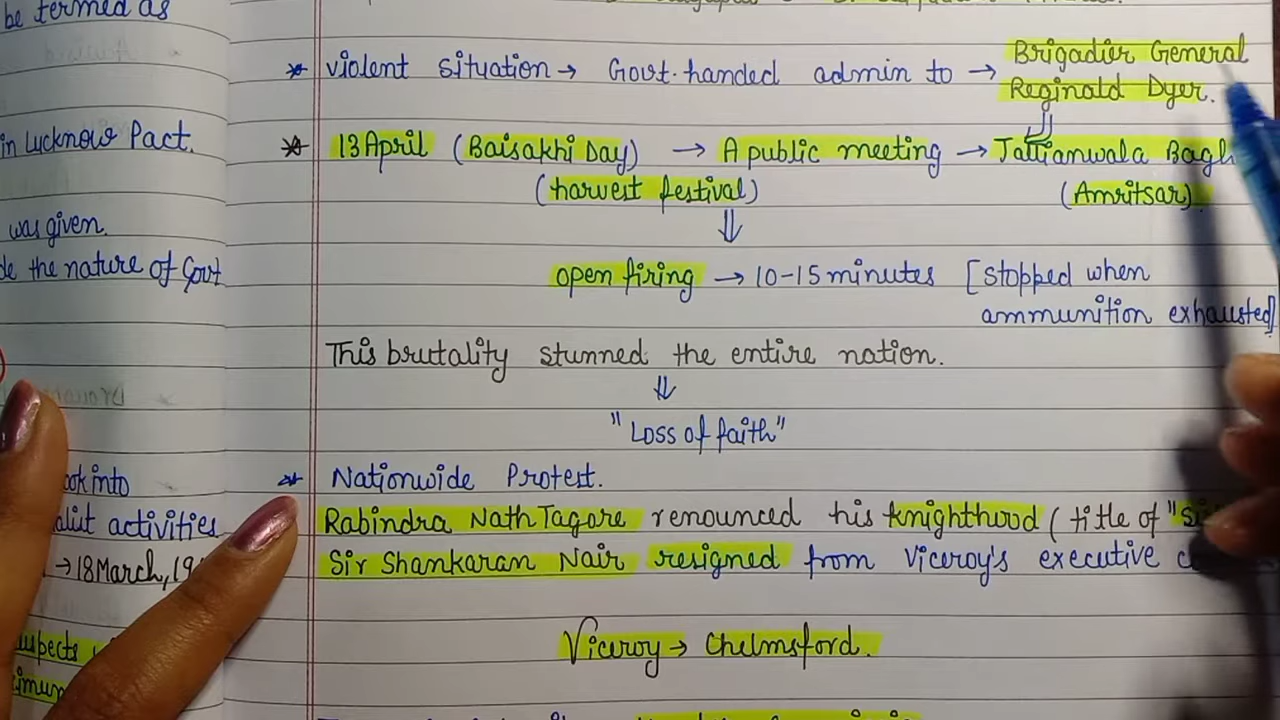 be termed as
in Lucknow Pact.
was given.
the nature of Govt
into
activities
→ 18 March, 19
* violent situation → Govt. handed admin to → Brigadier General
Reginald Dyer.
* 13 April (Baisakhi Day) → A public meeting → Jallianwala Bagh
(harvest festival) (Amritsar).
⇓
open firing → 10-15 minutes [stopped when
ammunition exhausted]
This brutality stunned the entire nation.
⇓
"Loss of faith"
* Nationwide Protest.
Rabindra Nath Tagore renounced his knighthood (title of "
Sir Shankaran Nair resigned from Viceroy's executive
Viceroy → Chelmsford.